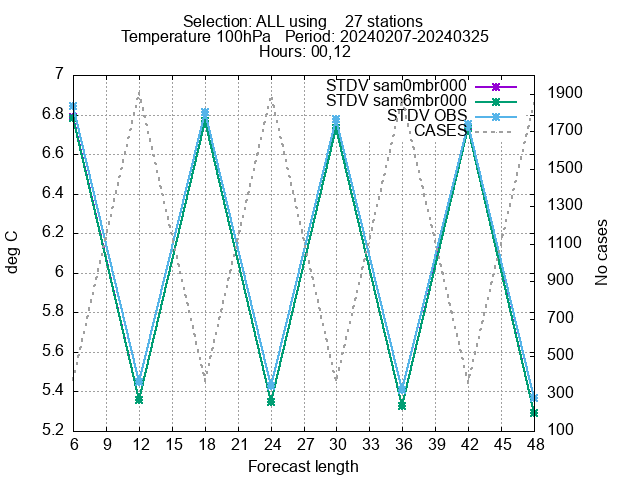 Selection: ALL using    27 stations
Temperature 100hPa   Period: 20240207-20240325
Hours: 00,12
STDV sam0mbr000
STDV sam6mbr000
STDV OBS
CASES
7
6.8
6.6
6.4
6.2
6
5.8
5.6
5.4
5.2
deg C
1900
1700
1500
1300
1100
900
700
500
300
100
No cases
6 9 12 15 18 21 24 27 30 33 36 39 42 45 48
Forecast length